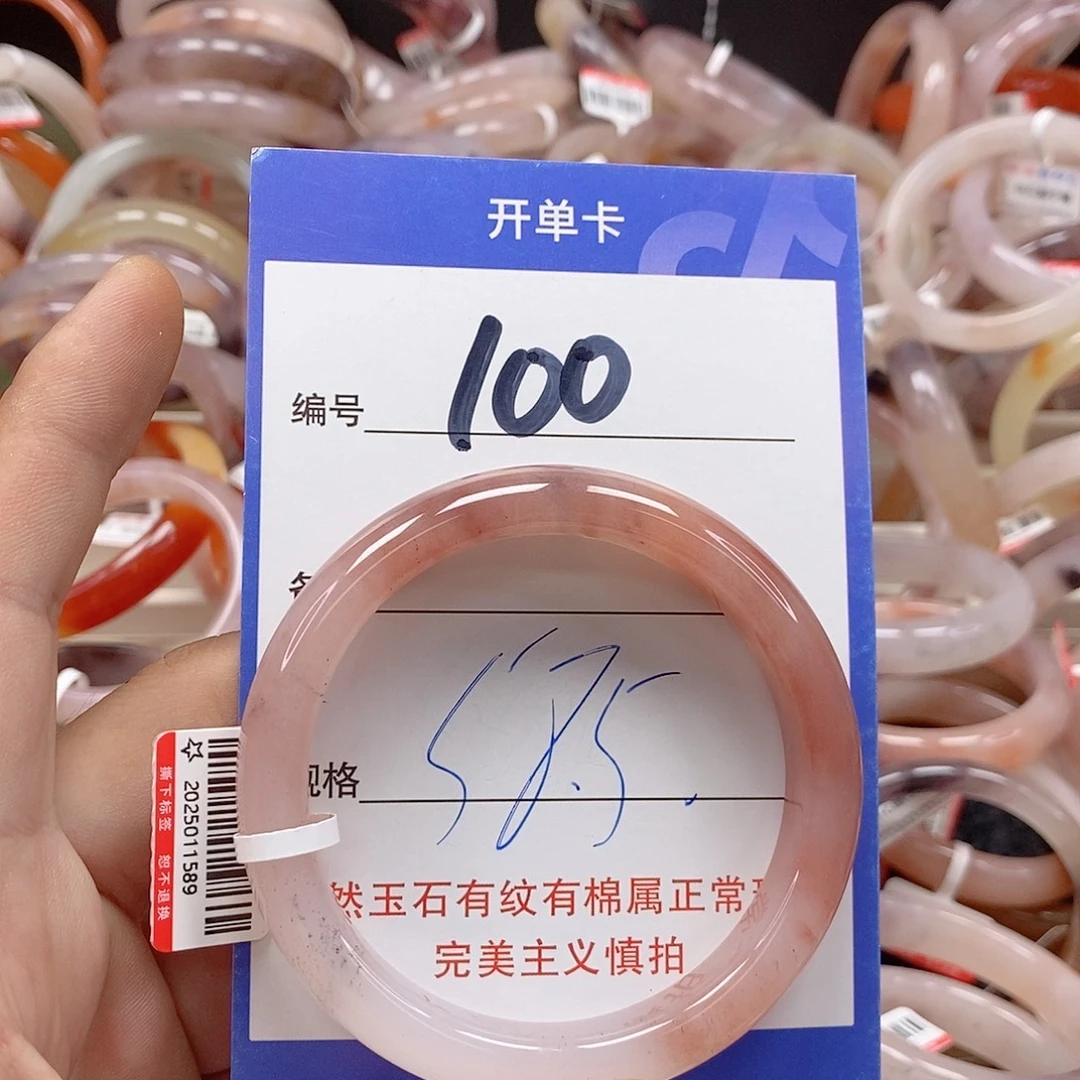 开单卡
编号 100
规格 58.5
然玉石有纹有棉属正常
完美主义慎拍
2025011589
撕下标签 恕不退换